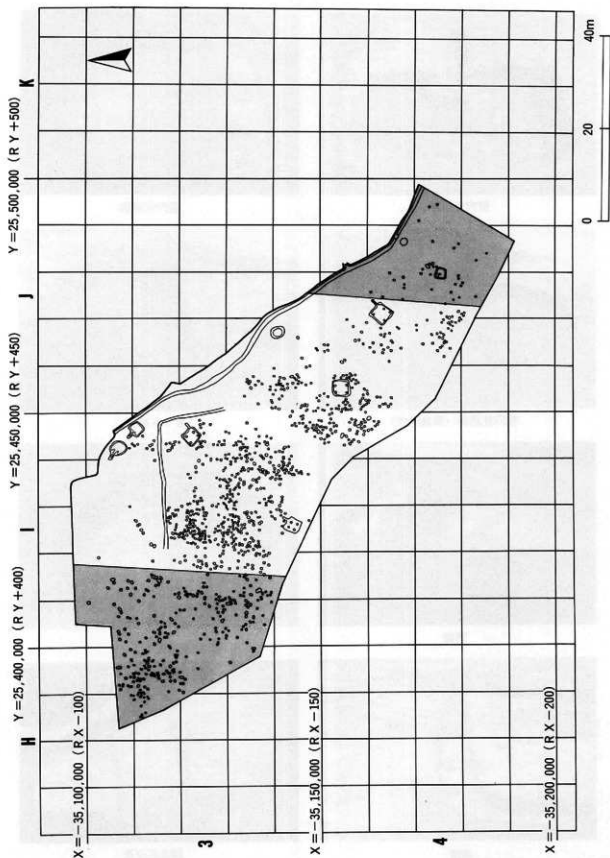 Y=25,400,000 (RY+400)
Y=25,450,000 (RY+450)
Y=25,500,000 (RY+500)
H
I
J
K
X=-35,100,000 (RX-100)
3
X=-35,150,000 (RX-150)
4
X=-35,200,000 (RX-200)
0
20
40m